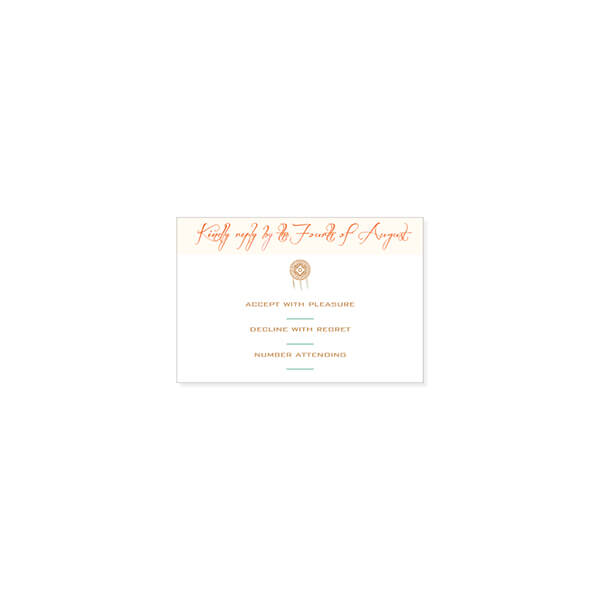 Kindly reply by the Fourth of August
ACCEPT WITH PLEASURE
DECLINE WITH REGRET
NUMBER ATTENDING